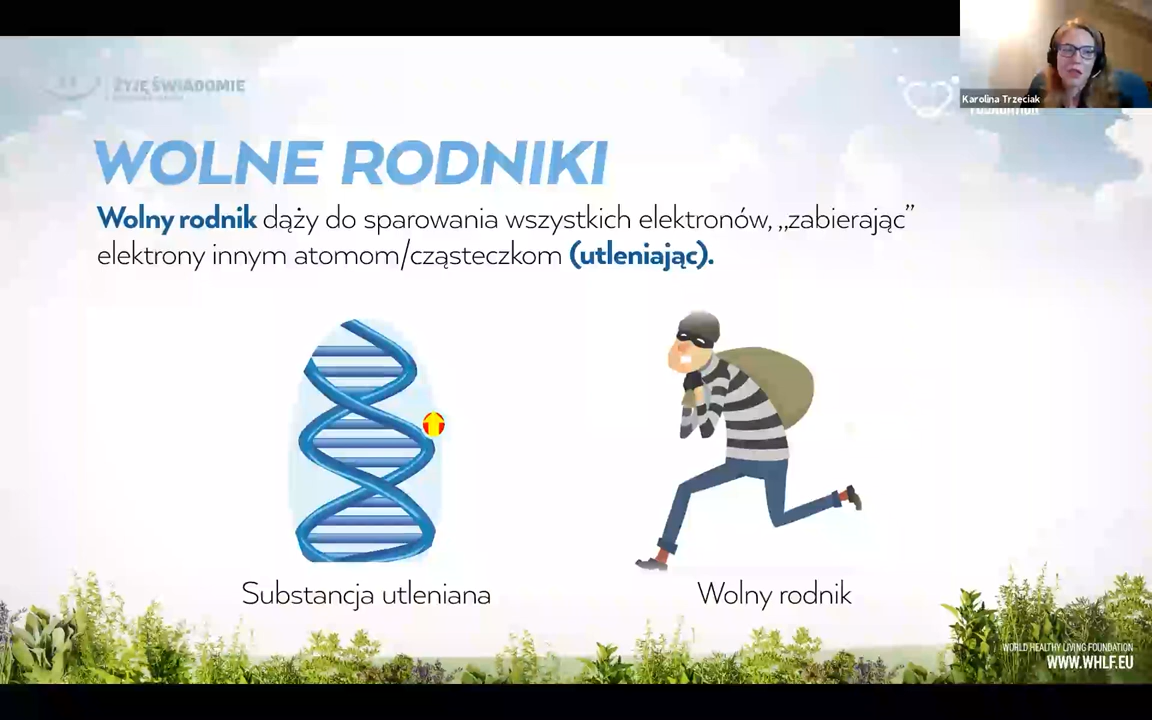 Karolina Trzeciak
ŻYJĘ ŚWIADOMIE
WOLNE RODNIKI
Wolny rodnik dąży do sparowania wszystkich elektronów, „zabierając”
elektrony innym atomom/cząsteczkom (utleniając).
Substancja utleniana
Wolny rodnik
WORLD HEALTHY LIVING FOUNDATION
WWW.WHLF.EU